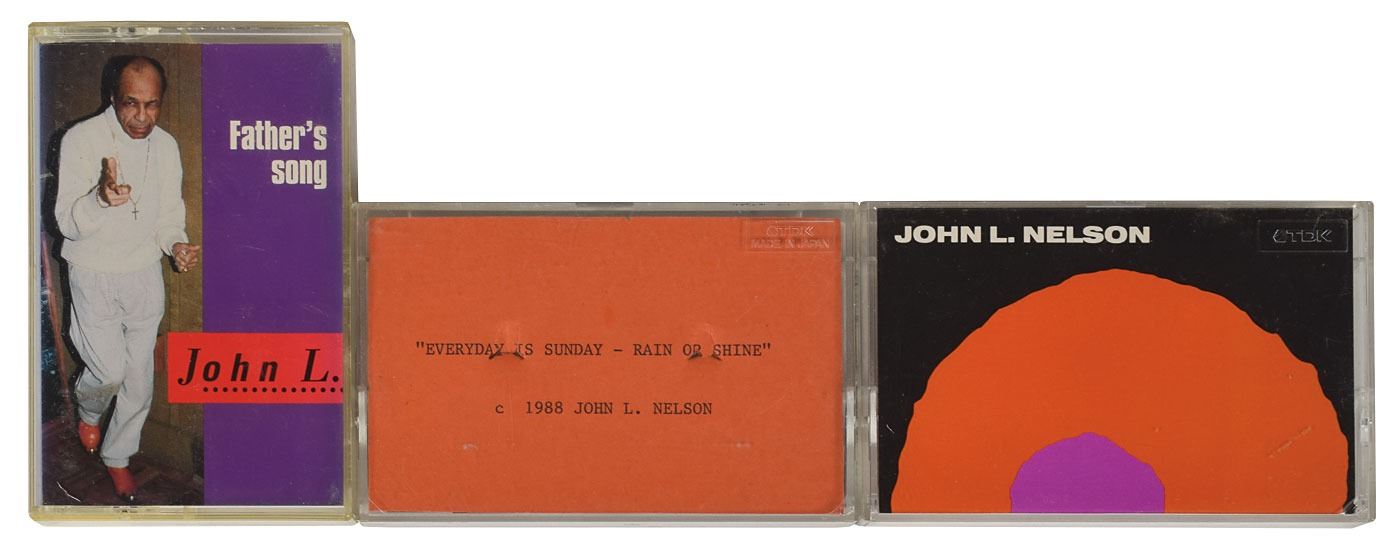 Father's
song
John L.
TDK
MADE IN JAPAN
"EVERYDAY IS SUNDAY – RAIN OR SHINE"
c 1988 JOHN L. NELSON
JOHN L. NELSON
TDK